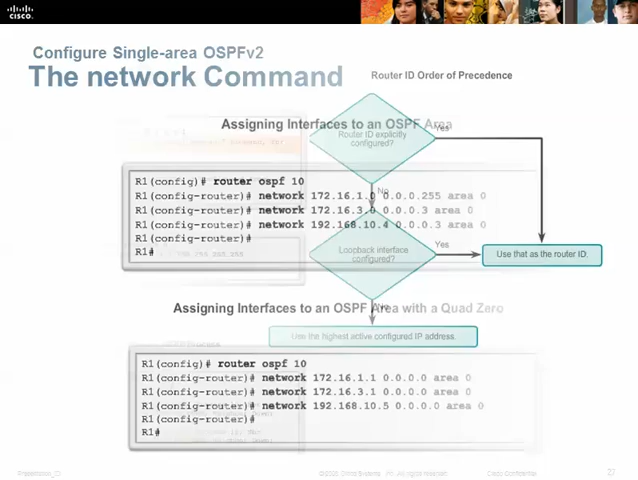 CISCO.
Configure Single-area OSPFv2
The network Command
Router ID Order of Precedence
Assigning Interfaces to an OSPF Area
Router ID explicitly
configured?
Yes
No
R1(config)# router ospf 10
R1(config-router)# network 172.16.1.0 0.0.0.255 area 0
R1(config-router)# network 172.16.3.0 0.0.0.3 area 0
R1(config-router)# network 192.168.10.4 0.0.0.3 area 0
R1(config-router)#
R1#
Loopback interface
configured?
Yes
Use that as the router ID.
No
Assigning Interfaces to an OSPF Area with a Quad Zero
Use the highest active configured IP address.
R1(config)# router ospf 10
R1(config-router)# network 172.16.1.1 0.0.0.0 area 0
R1(config-router)# network 172.16.3.1 0.0.0.0 area 0
R1(config-router)# network 192.168.10.5 0.0.0.0 area 0
R1(config-router)#
R1#
Cisco Confidential